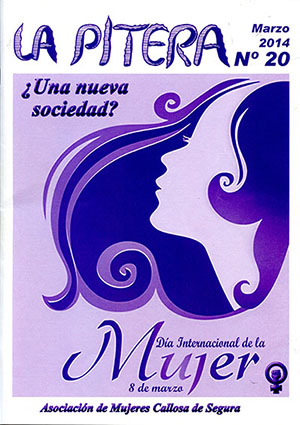 LA PITERA
Marzo
2014
Nº 20
¿Una nueva
sociedad?
Día Internacional de la
Mujer
8 de marzo
Asociación de Mujeres Callosa de Segura